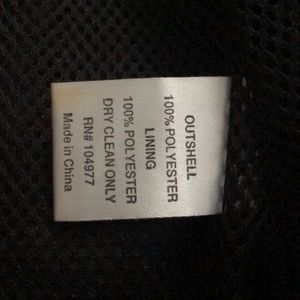 OUTSHELL
100% POLYESTER
LINING
100% POLYESTER
DRY CLEAN ONLY
RN# 104977
Made in China